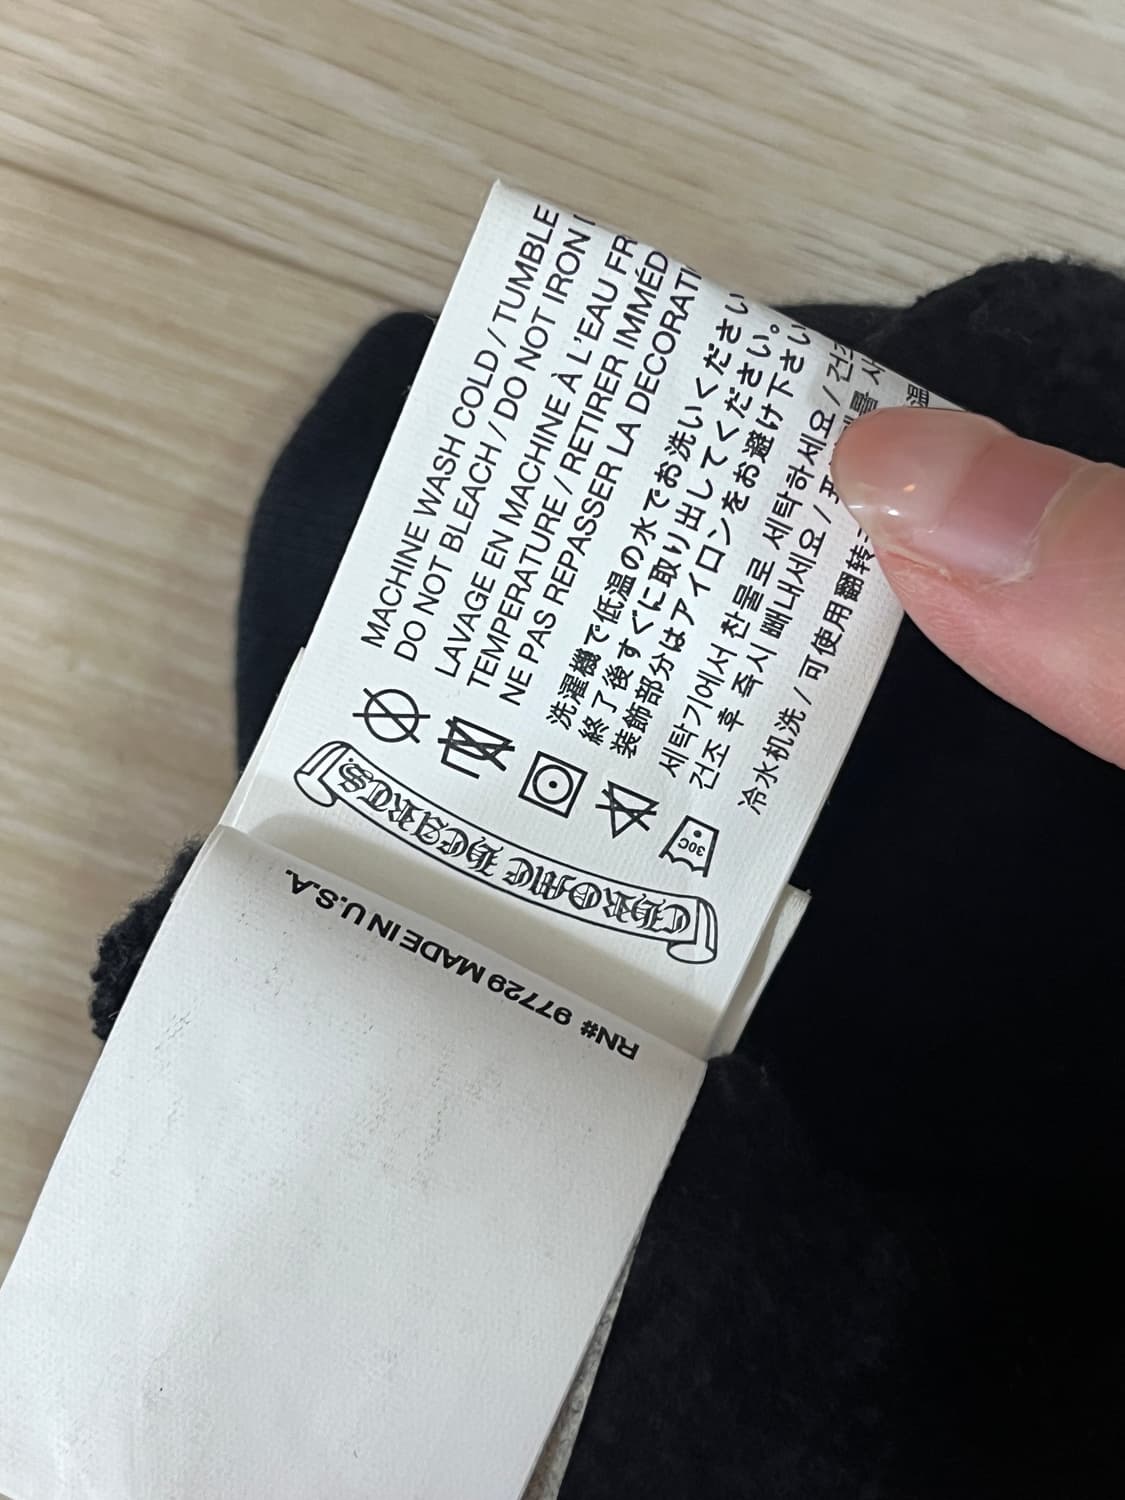 MACHINE WASH COLD / TUMBLE
DO NOT BLEACH / DO NOT IRON
LAVAGE EN MACHINE À L'EAU FR
TEMPERATURE / RETIRER IMMÉD
NE PAS REPASSER LA DECORATI
洗濯機で低温の水でお洗いください
終了後すぐに取り出してください。
装飾部分はアイロンをお避け下さい
세탁기에서 찬물로 세탁하세요 / 건조
건조 후 즉시 빼내세요 /
冷水机洗 / 可使用翻转
30C
CHROME HEARTS
RN# 97729 MADE IN U.S.A.